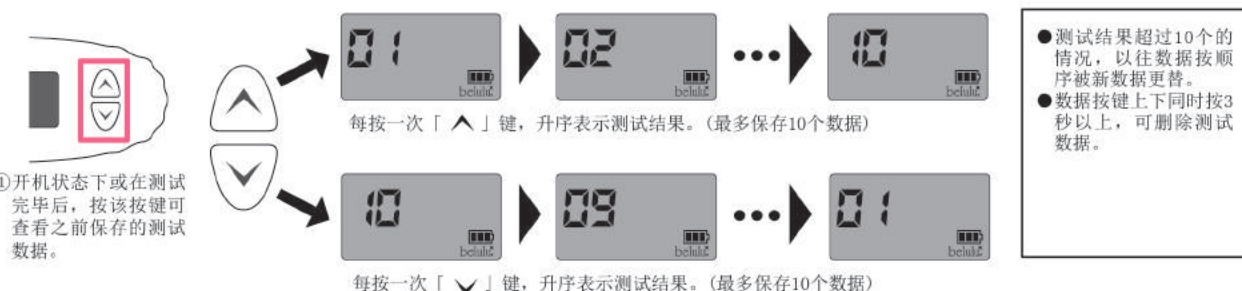 01
02
10
belulu
belulu
belulu
每按一次「∧」键，升序表示测试结果。(最多保存10个数据)
①开机状态下或在测试
完毕后，按该按键可
查看之前保存的测试
数据。
10
09
01
belulu
belulu
belulu
每按一次「∨」键，升序表示测试结果。(最多保存10个数据)
●测试结果超过10个的
情况，以往数据按顺
序被新数据更替。
●数据按键上下同时按3
秒以上，可删除测试
数据。